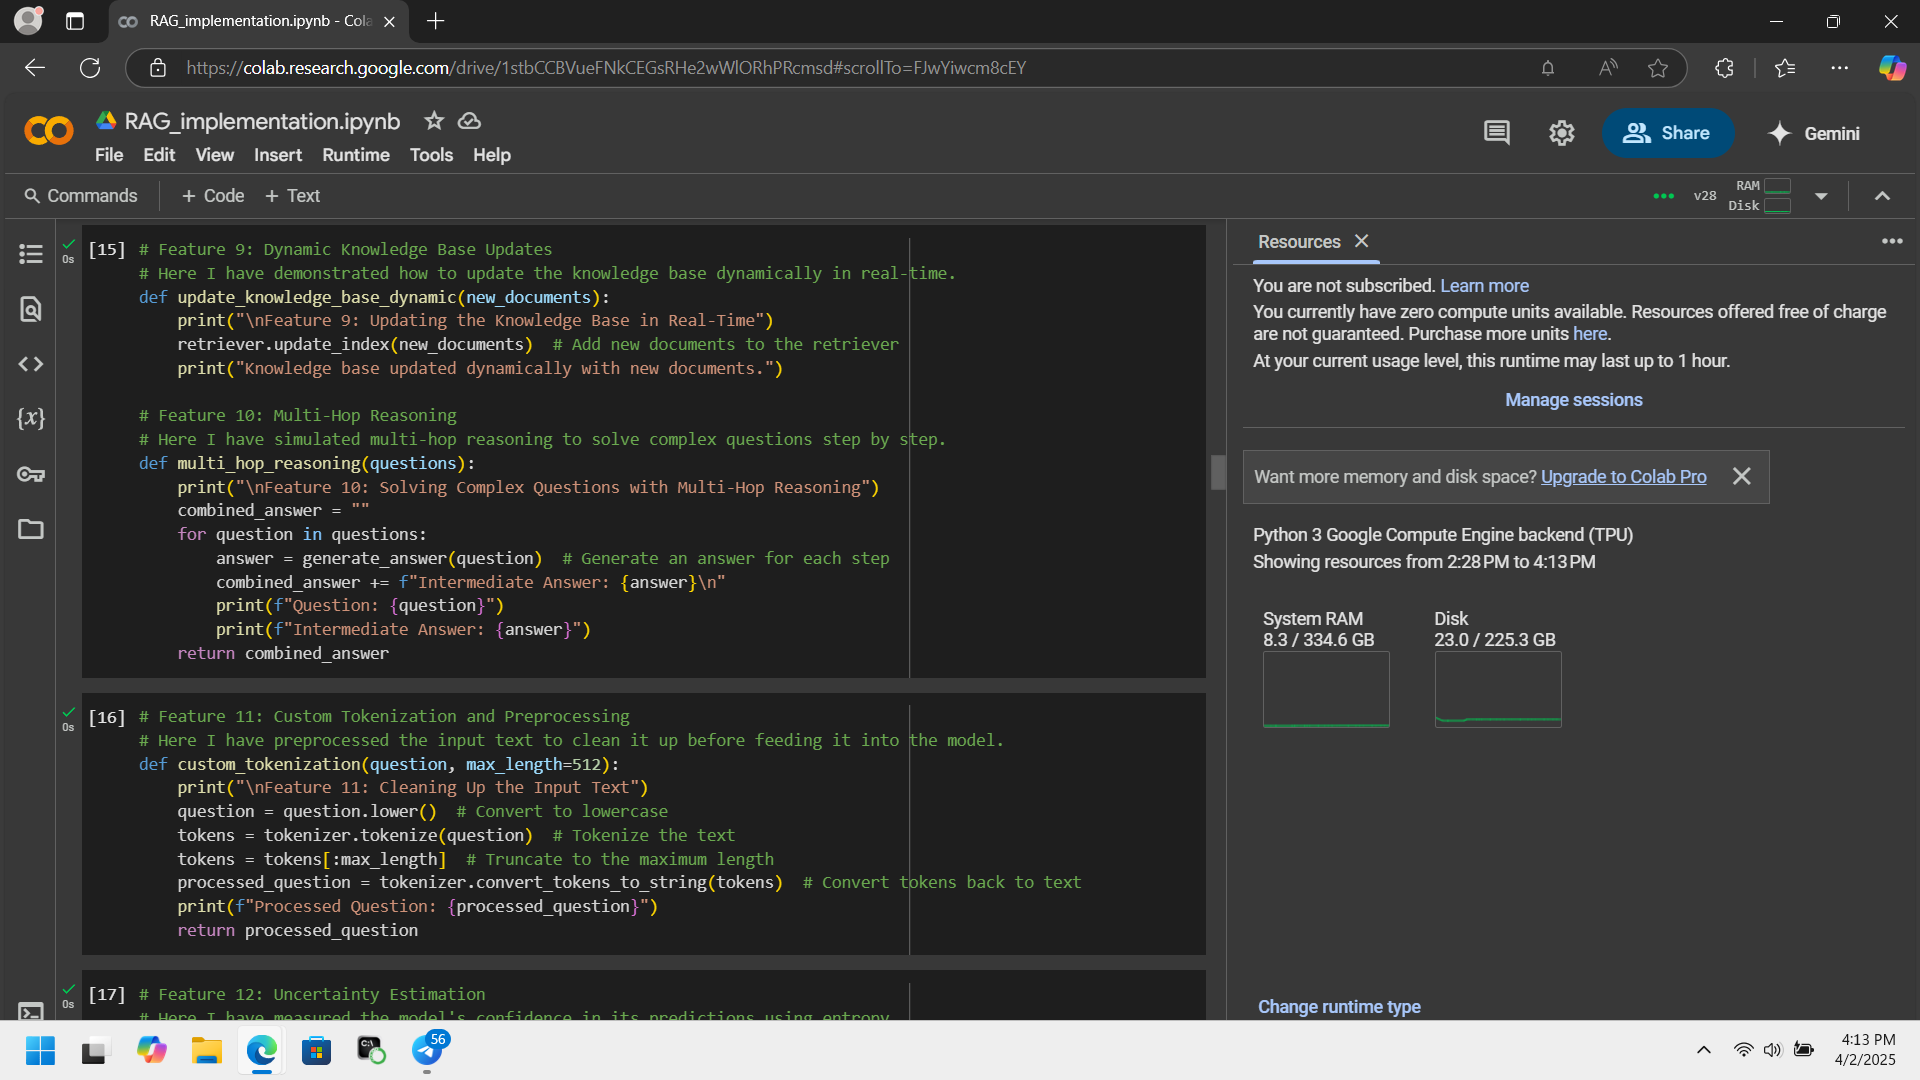 RAG_implementation.ipynb - Cola
https://colab.research.google.com/drive/1stbCCBVueFNkCEGsRHe2wWlORhPRcmsd#scrollTo=FJwYiwcm8cEY
RAG_implementation.ipynb
File Edit View Insert Runtime Tools Help
Share
Gemini
Commands + Code + Text
v28
RAM
Disk
[15] # Feature 9: Dynamic Knowledge Base Updates
0s
# Here I have demonstrated how to update the knowledge base dynamically in real-time.
def update_knowledge_base_dynamic(new_documents):
print("\nFeature 9: Updating the Knowledge Base in Real-Time")
retriever.update_index(new_documents) # Add new documents to the retriever
print("Knowledge base updated dynamically with new documents.")
# Feature 10: Multi-Hop Reasoning
# Here I have simulated multi-hop reasoning to solve complex questions step by step.
def multi_hop_reasoning(questions):
print("\nFeature 10: Solving Complex Questions with Multi-Hop Reasoning")
combined_answer = ""
for question in questions:
answer = generate_answer(question) # Generate an answer for each step
combined_answer += f"Intermediate Answer: {answer}\n"
print(f"Question: {question}")
print(f"Intermediate Answer: {answer}")
return combined_answer
[16] # Feature 11: Custom Tokenization and Preprocessing
0s
# Here I have preprocessed the input text to clean it up before feeding it into the model.
def custom_tokenization(question, max_length=512):
print("\nFeature 11: Cleaning Up the Input Text")
question = question.lower() # Convert to lowercase
tokens = tokenizer.tokenize(question) # Tokenize the text
tokens = tokens[:max_length] # Truncate to the maximum length
processed_question = tokenizer.convert_tokens_to_string(tokens) # Convert tokens back to text
print(f"Processed Question: {processed_question}")
return processed_question
[17] # Feature 12: Uncertainty Estimation
0s
# Here I have measured the model's confidence in its predictions using entropy.
Resources
You are not subscribed. Learn more
You currently have zero compute units available. Resources offered free of charge
are not guaranteed. Purchase more units here.
At your current usage level, this runtime may last up to 1 hour.
Manage sessions
Want more memory and disk space? Upgrade to Colab Pro
Python 3 Google Compute Engine backend (TPU)
Showing resources from 2:28 PM to 4:13 PM
System RAM
8.3 / 334.6 GB
Disk
23.0 / 225.3 GB
Change runtime type
C:\
56
4:13 PM
4/2/2025